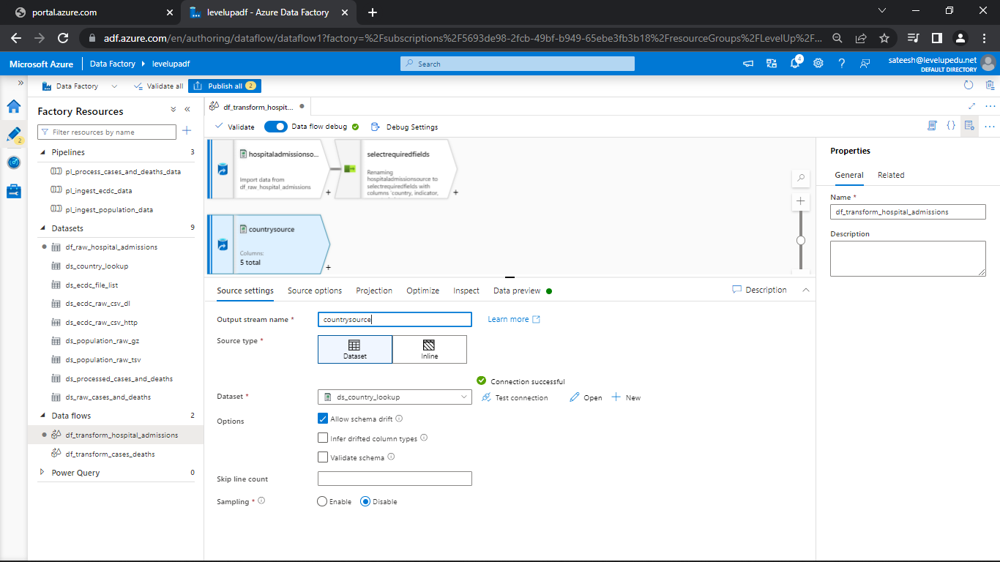 portal.azure.com
levelupadf - Azure Data Factory
adf.azure.com/en/authoring/dataflow/dataflow1?factory=%2Fsubscriptions%2F5693de98-2fcb-49bf-b949-65ebe3fb3b18%2FresourceGroups%2FLevelUp%2F...
Microsoft Azure
Data Factory
levelupadf
Search
4
sateesh@levelupedu.net
DEFAULT DIRECTORY
Data Factory
Validate all
Publish all 2
2
Factory Resources
Filter resources by name
Pipelines 3
pl_process_cases_and_deaths_data
pl_ingest_ecdc_data
pl_ingest_population_data
Datasets 9
df_raw_hospital_admissions
ds_country_lookup
ds_ecdc_file_list
ds_ecdc_raw_csv_dl
ds_ecdc_raw_csv_http
ds_population_raw_gz
ds_population_raw_tsv
ds_processed_cases_and_deaths
ds_raw_cases_and_deaths
Data flows 2
df_transform_hospital_admissions
df_transform_cases_deaths
Power Query 0
df_transform_hospit...
Validate
Data flow debug
Debug Settings
hospitaladmissionso...
Import data from
df_raw_hospital_admissions
selectrequiredfields
Renaming
hospitaladmissionsource to
selectrequiredfields with
columns 'country, indicator,
countrysource
Columns:
5 total
Source settings
Source options
Projection
Optimize
Inspect
Data preview
Description
Output stream name *
countrysource
Learn more
Source type *
Dataset
Inline
Connection successful
Dataset *
ds_country_lookup
Test connection
Open
New
Options
Allow schema drift
Infer drifted column types
Validate schema
Skip line count
Sampling *
Enable
Disable
Properties
General
Related
Name *
df_transform_hospital_admissions
Description